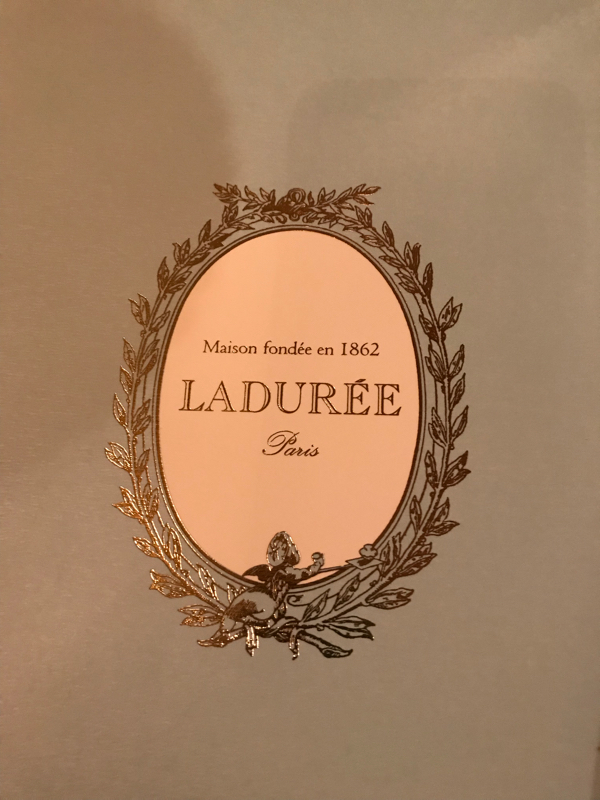 Maison fondée en 1862
LADURÉE
Paris